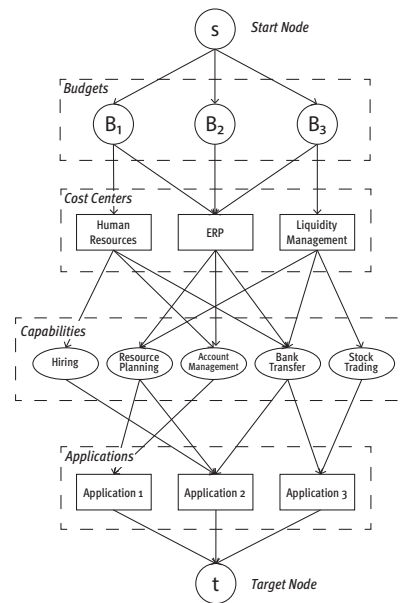 s
Start Node
Budgets
B₁
B₂
B₃
Cost Centers
Human
Resources
ERP
Liquidity
Management
Capabilities
Hiring
Resource
Planning
Account
Management
Bank
Transfer
Stock
Trading
Applications
Application 1
Application 2
Application 3
t
Target Node